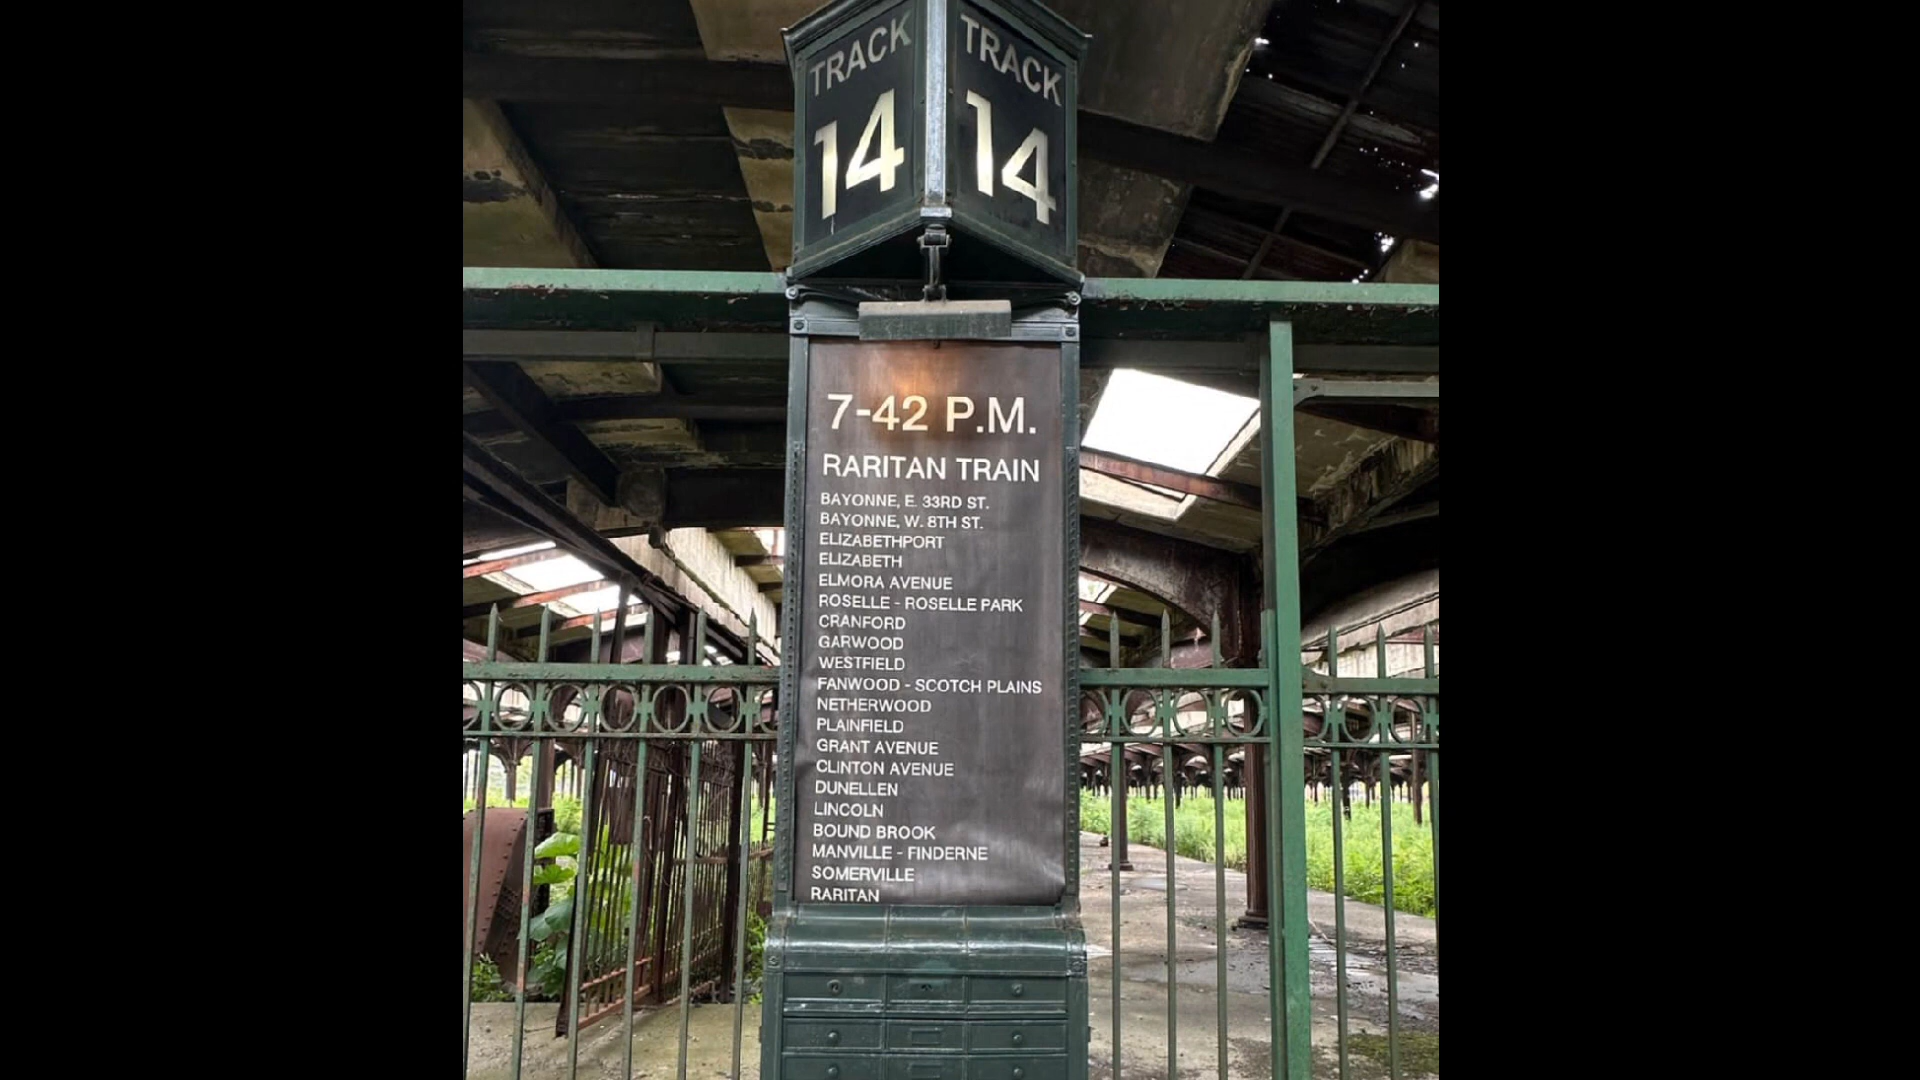 TRACK
14
TRACK
14
7-42 P.M.
RARITAN TRAIN
BAYONNE, E. 33RD ST.
BAYONNE, W. 8TH ST.
ELIZABETHPORT
ELIZABETH
ELMORA AVENUE
ROSELLE - ROSELLE PARK
CRANFORD
GARWOOD
WESTFIELD
FANWOOD - SCOTCH PLAINS
NETHERWOOD
PLAINFIELD
GRANT AVENUE
CLINTON AVENUE
DUNELLEN
LINCOLN
BOUND BROOK
MANVILLE - FINDERNE
SOMERVILLE
RARITAN